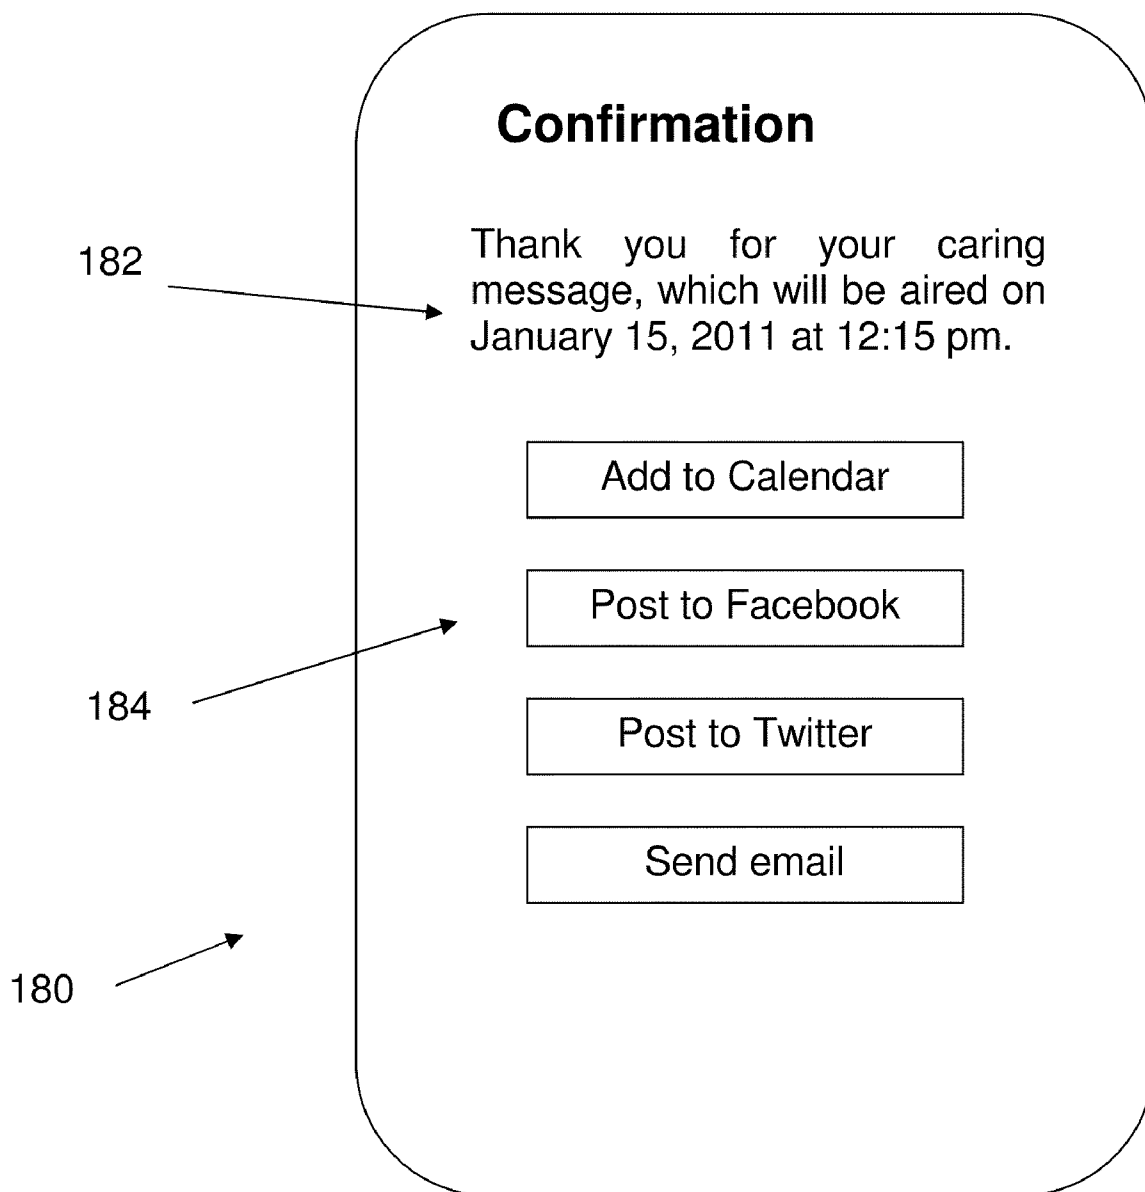 Confirmation
182
Thank you for your caring
message, which will be aired on
January 15, 2011 at 12:15 pm.
Add to Calendar
Post to Facebook
184
Post to Twitter
Send email
180